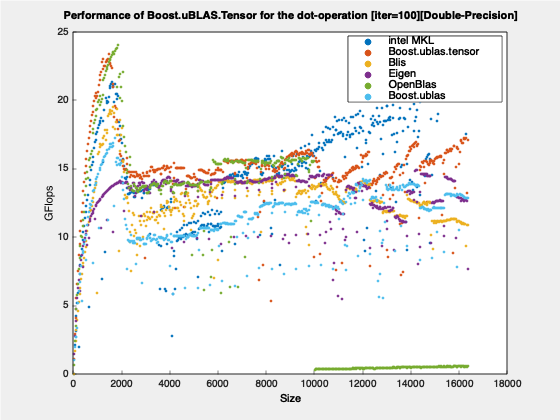 Performance of Boost.uBLAS.Tensor for the dot-operation [iter=100][Double-Precision]
25
20
15
10
5
0
GFlops
intel MKL
Boost.ublas.tensor
Blis
Eigen
OpenBlas
Boost.ublas
0 2000 4000 6000 8000 10000 12000 14000 16000 18000
Size